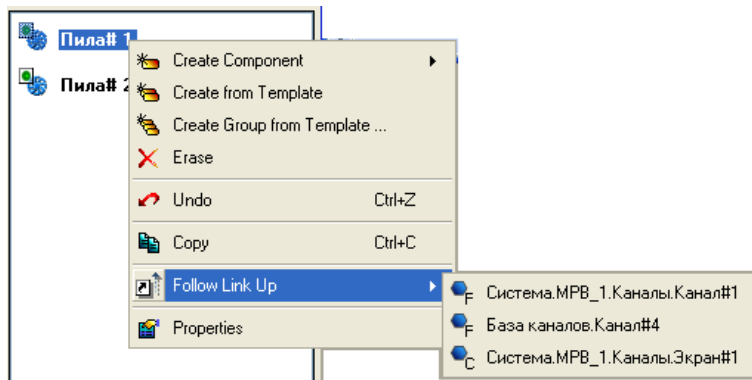 Пила# 1
Пила# 2
Create Component
Create from Template
Create Group from Template ...
Erase
Undo Ctrl+Z
Copy Ctrl+C
Follow Link Up
Properties
F Система.МРВ_1.Каналы.Канал#1
F База каналов.Канал#4
C Система.МРВ_1.Каналы.Экран#1